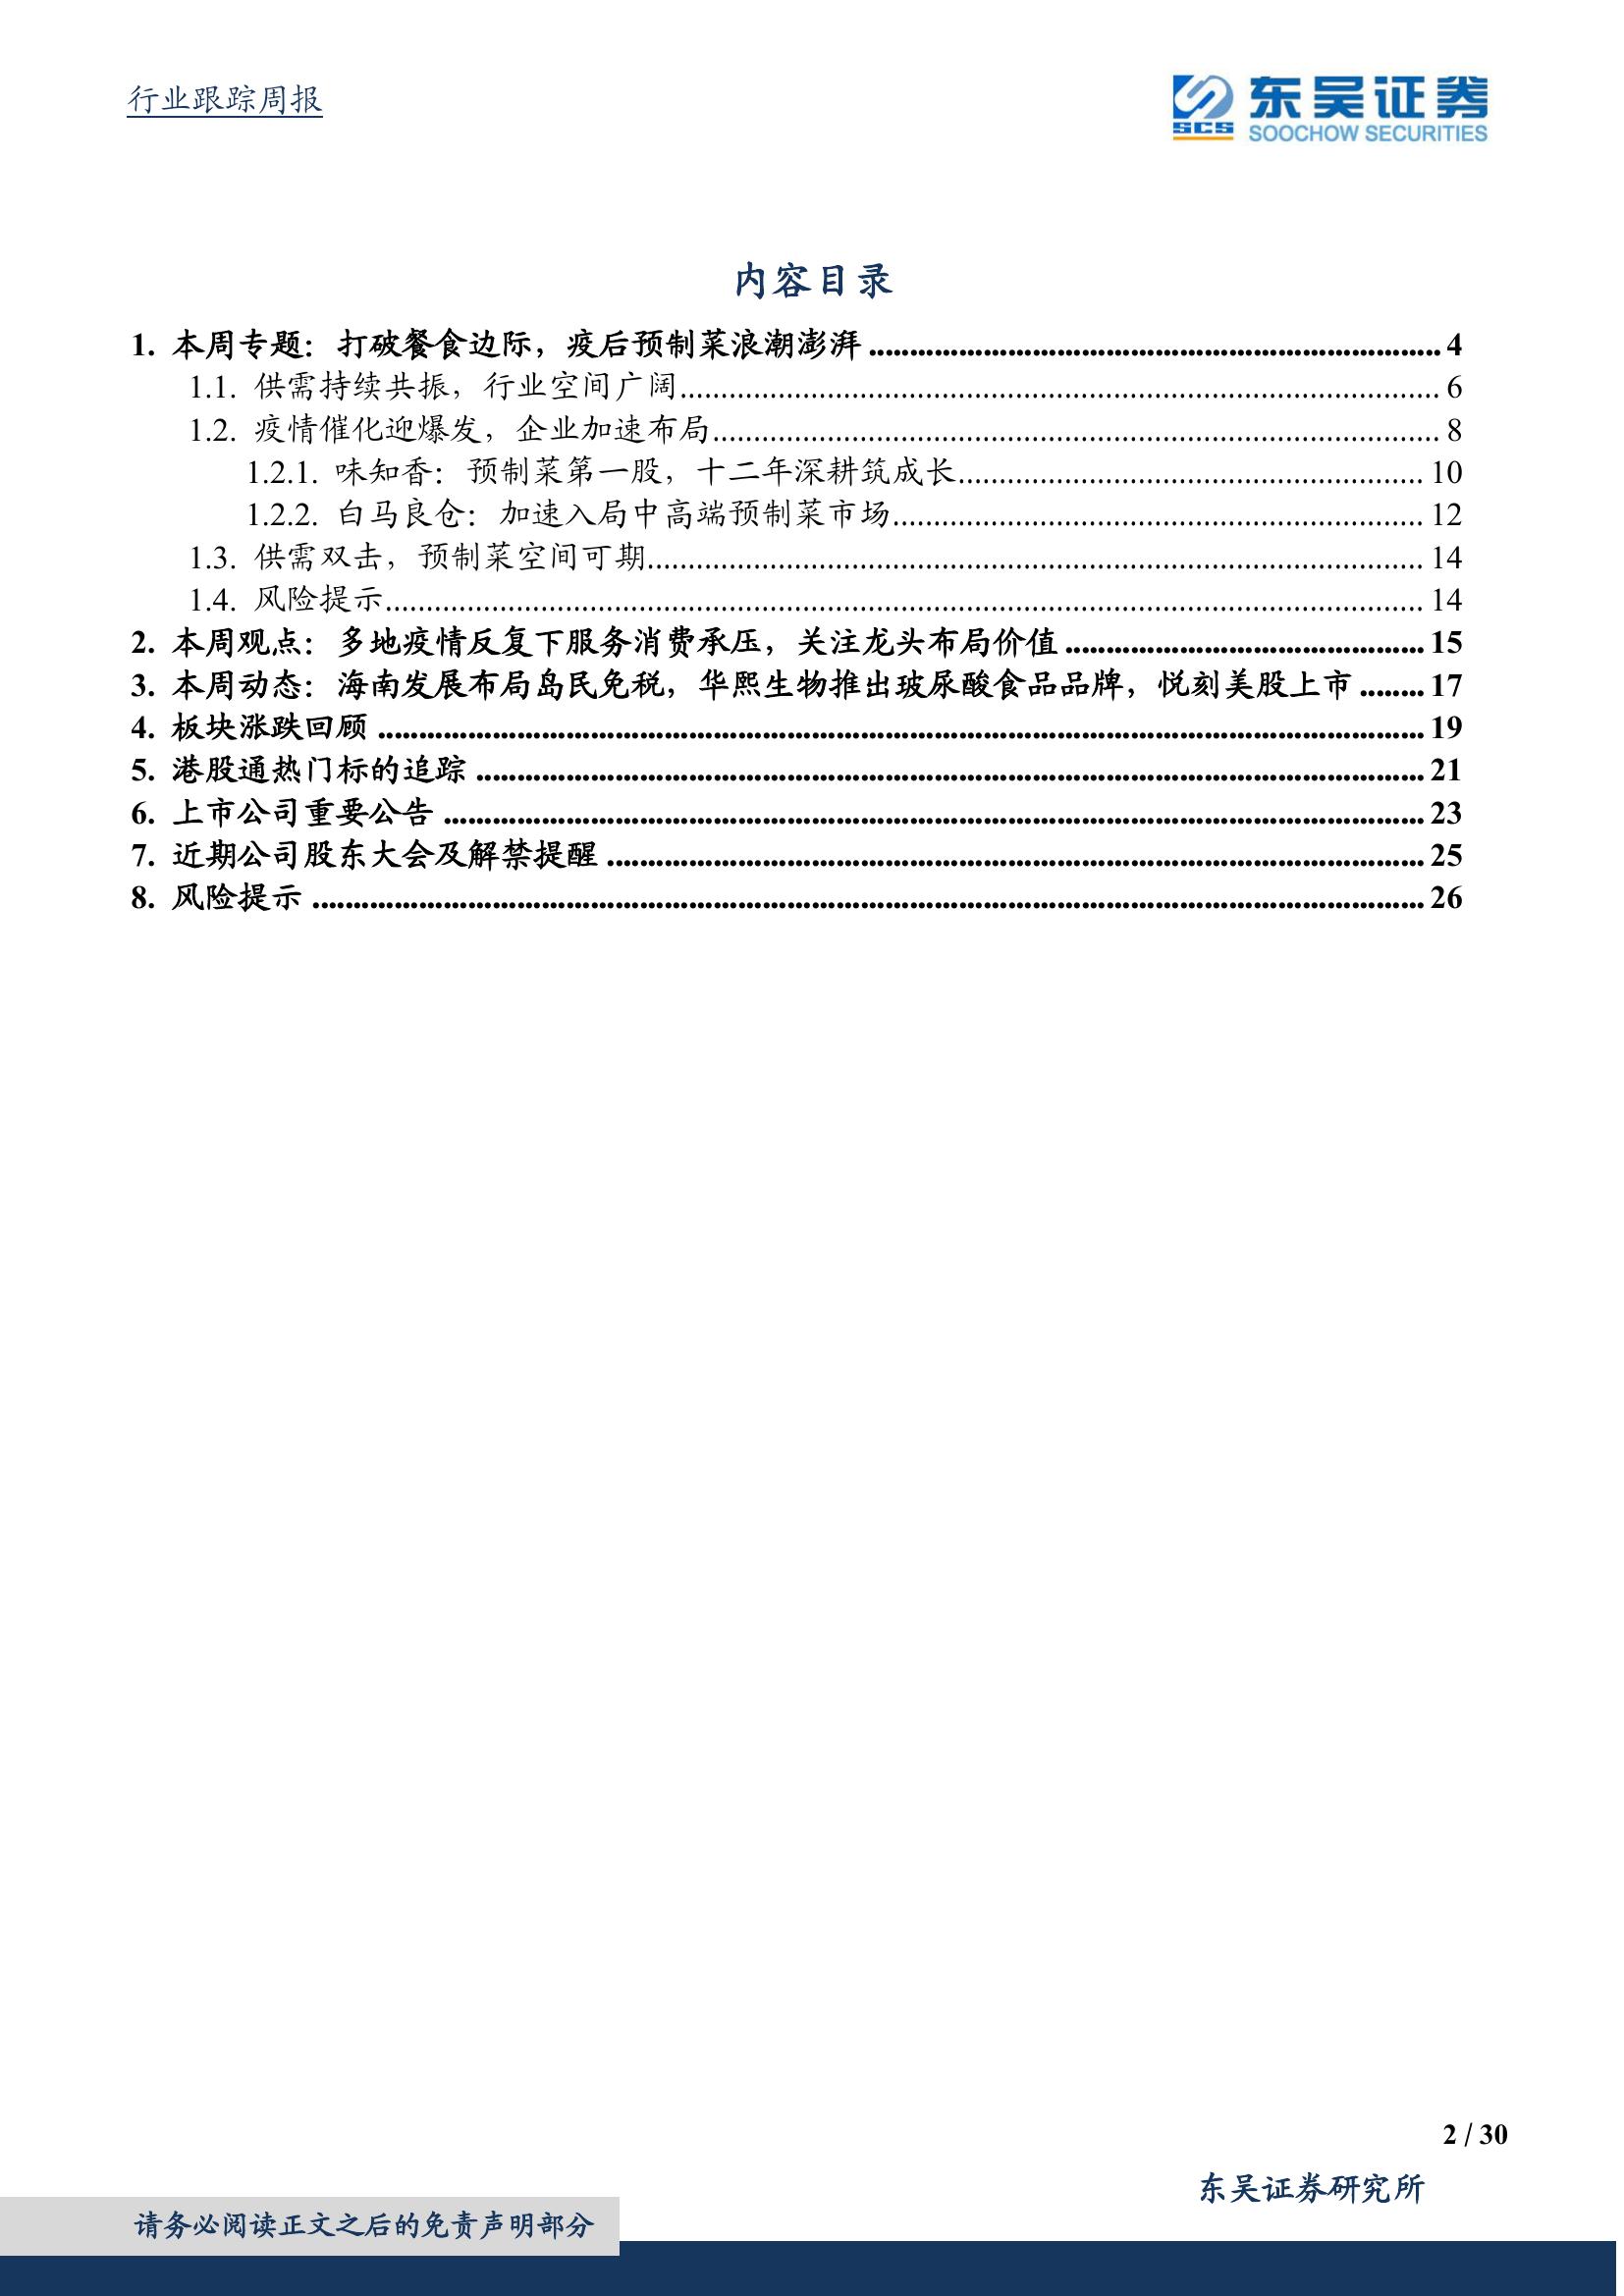 行业跟踪周报
东吴证券
SCS
SOOCHOW SECURITIES
内容目录
1. 本周专题：打破餐食边际，疫后预制菜浪潮澎湃 ........................................ 4
1.1. 供需持续共振，行业空间广阔........................................ 6
1.2. 疫情催化迎爆发，企业加速布局........................................ 8
1.2.1. 味知香：预制菜第一股，十二年深耕筑成长........................................ 10
1.2.2. 白马良仓：加速入局中高端预制菜市场........................................ 12
1.3. 供需双击，预制菜空间可期........................................ 14
1.4. 风险提示........................................ 14
2. 本周观点：多地疫情反复下服务消费承压，关注龙头布局价值 ........................................ 15
3. 本周动态：海南发展布局岛民免税，华熙生物推出玻尿酸食品品牌，悦刻美股上市 ........ 17
4. 板块涨跌回顾 ........................................ 19
5. 港股通热门标的追踪 ........................................ 21
6. 上市公司重要公告 ........................................ 23
7. 近期公司股东大会及解禁提醒 ........................................ 25
8. 风险提示 ........................................ 26
2 / 30
东吴证券研究所
请务必阅读正文之后的免责声明部分